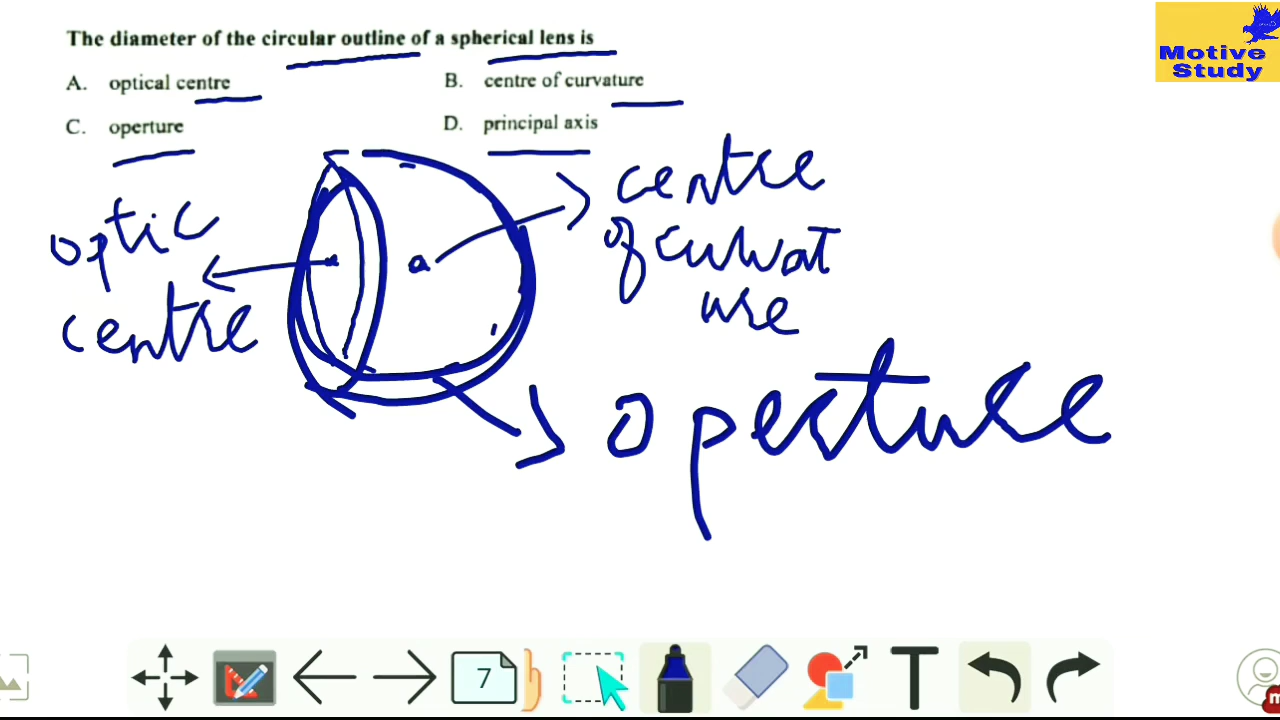 The diameter of the circular outline of a spherical lens is
A. optical centre
B. centre of curvature
C. operture
D. principal axis
Motive
Study
optic
centre
centre
of culvat
ure
operture
7
m